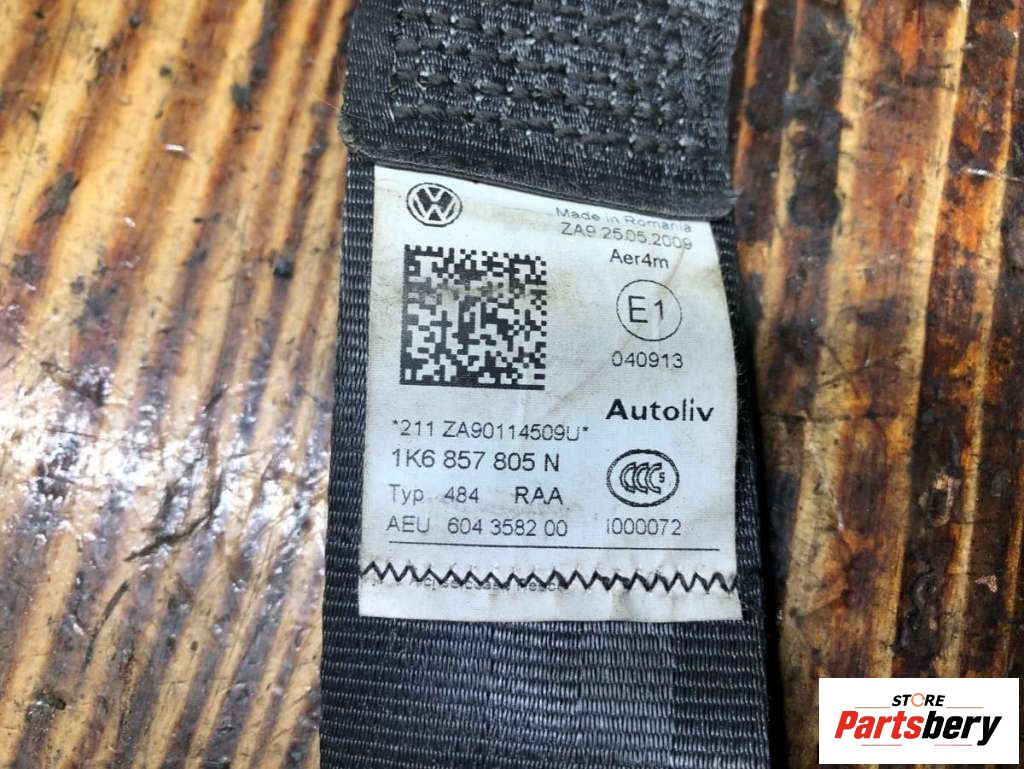 Made in Romania
ZA9 25.05.2009
Aer4m
E1
040913
Autoliv
*211 ZA90114509U*
1K6 857 805 N
Typ 484 RAA
AEU 604 3582 00
CCC S
i000072
STORE
Partsbery